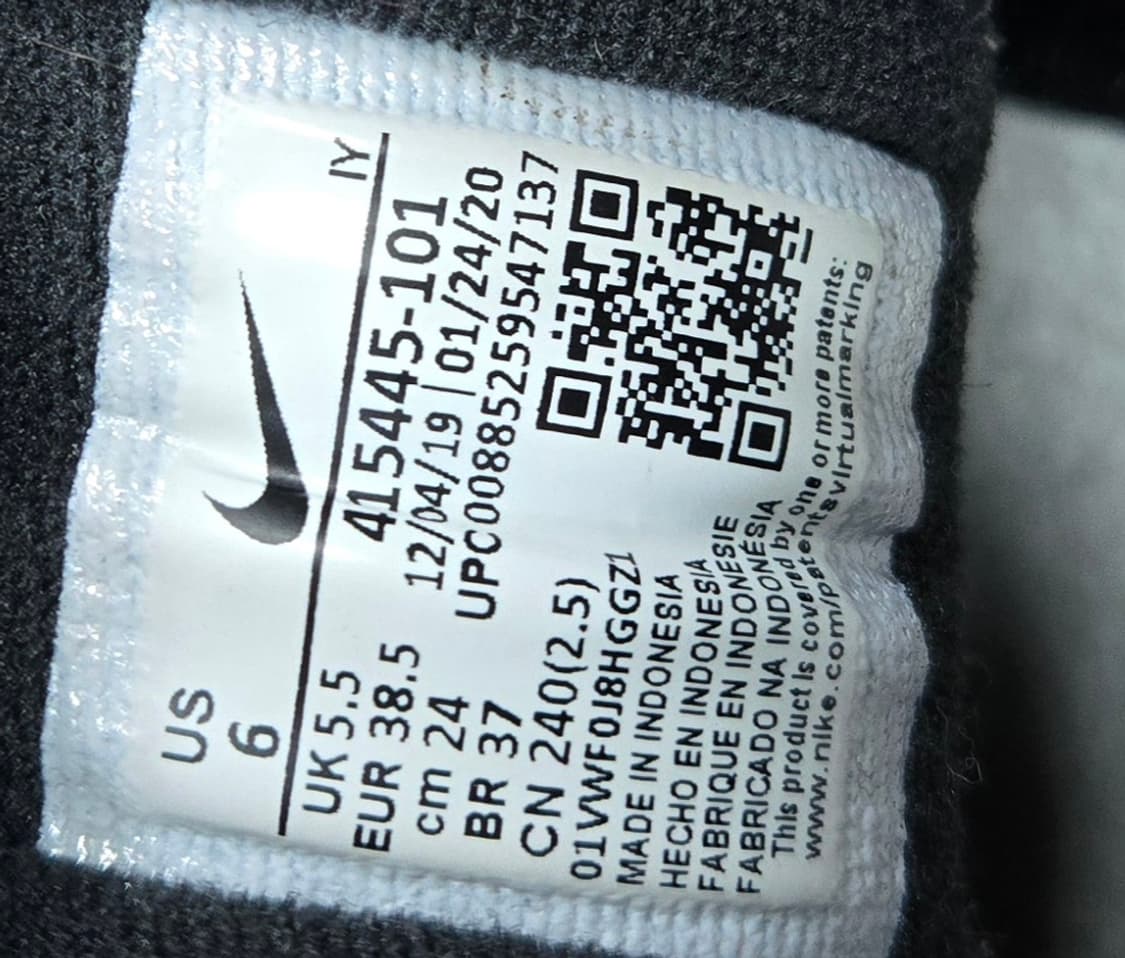 US
6
IY
UK 5.5
EUR 38.5
cm 24
BR 37
CN 240(2.5)
415445-101
12/04/19 | 01/24/20
UPC00885259547137
01VWF0J8HGGZ1
MADE IN INDONESIA
HECHO EN INDONESIA
FABRIQUE EN INDONESIE
FABRICADO NA INDONÉSIA
This product is covered by one or more patents:
www.nike.com/patentsvirtualmarking